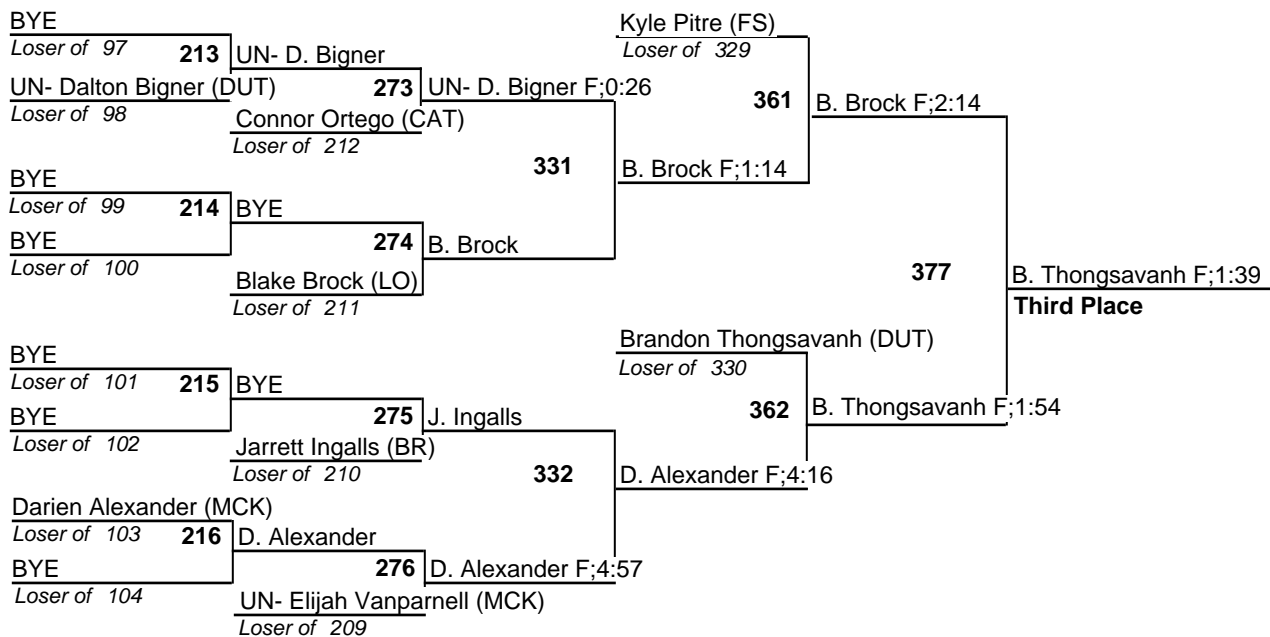 BYE
Loser of 97
213
UN- D. Bigner
UN- Dalton Bigner (DUT)
Loser of 98
273
UN- D. Bigner F;0:26
Connor Ortego (CAT)
Loser of 212
Kyle Pitre (FS)
Loser of 329
361
B. Brock F;2:14
331
B. Brock F;1:14
BYE
Loser of 99
214
BYE
BYE
Loser of 100
274
B. Brock
Blake Brock (LO)
Loser of 211
377
B. Thongsavanh F;1:39
Third Place
BYE
Loser of 101
215
BYE
BYE
Loser of 102
275
J. Ingalls
Jarrett Ingalls (BR)
Loser of 210
Brandon Thongsavanh (DUT)
Loser of 330
362
B. Thongsavanh F;1:54
332
D. Alexander F;4:16
Darien Alexander (MCK)
Loser of 103
216
D. Alexander
BYE
Loser of 104
276
D. Alexander F;4:57
UN- Elijah Vanparnell (MCK)
Loser of 209